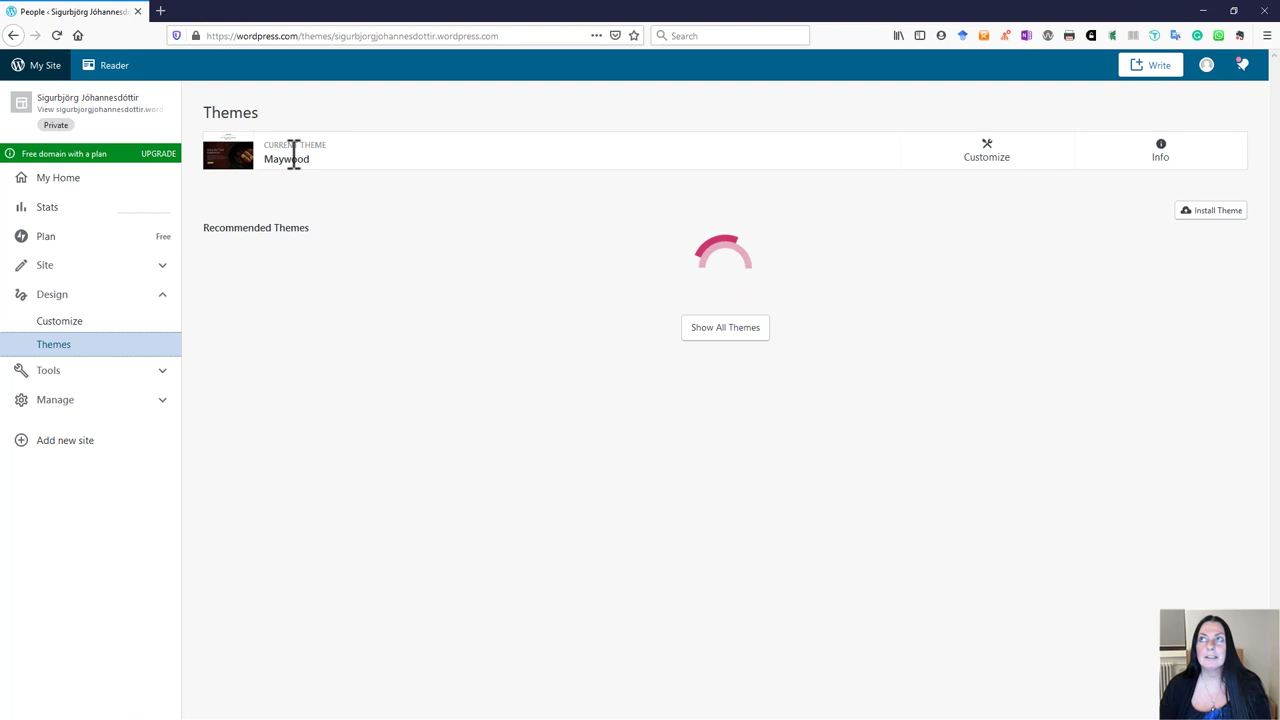 People ‹ Sigurbjörg Jóhannesdó
https://wordpress.com/themes/sigurbjorgjohannesdottir.wordpress.com
Search
My Site
Reader
Write
Sigurbjörg Jóhannesdóttir
View sigurbjorgjohannesdottir.word
Private
Free domain with a plan
UPGRADE
My Home
Stats
Plan
Free
Site
Design
Customize
Themes
Tools
Manage
Add new site
Themes
CURRENT THEME
Maywood
Customize
Info
Install Theme
Recommended Themes
Show All Themes